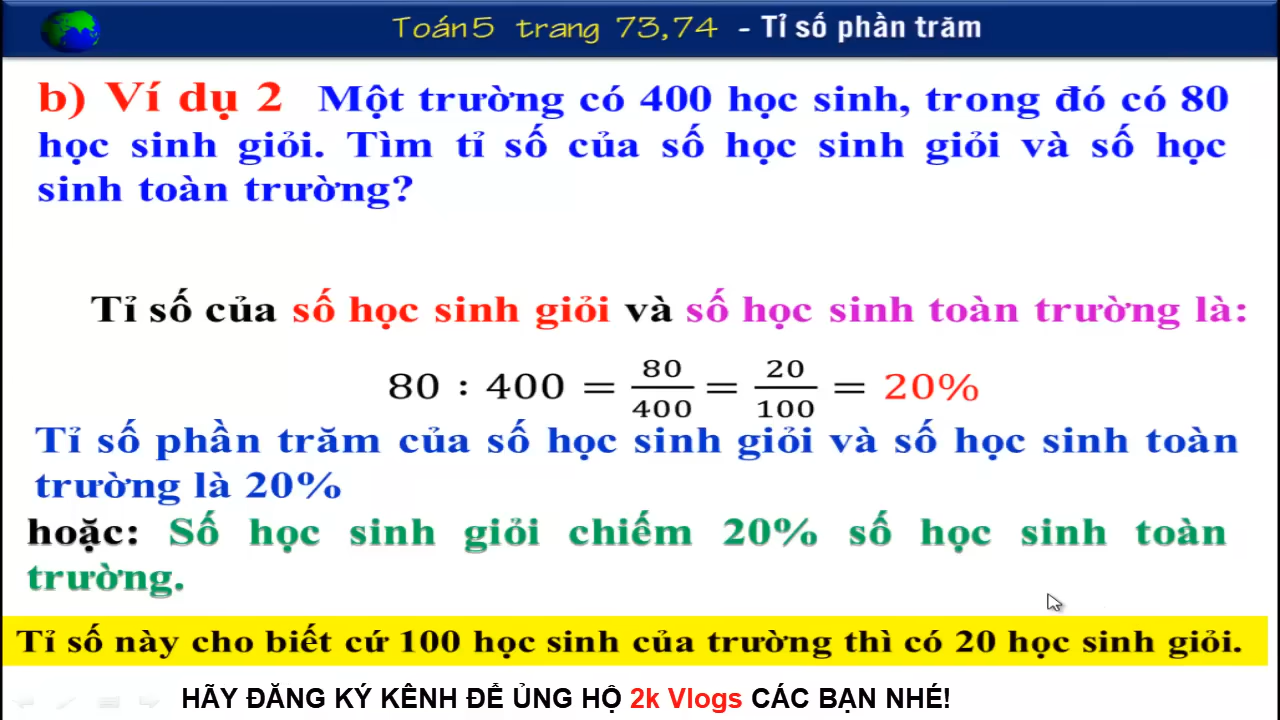 Toán5 trang 73,74 - Tỉ số phần trăm
b) Ví dụ 2 Một trường có 400 học sinh, trong đó có 80
học sinh giỏi. Tìm tỉ số của số học sinh giỏi và số học
sinh toàn trường?
Tỉ số của số học sinh giỏi và số học sinh toàn trường là:
80 : 400 = 80/400 = 20/100 = 20%
Tỉ số phần trăm của số học sinh giỏi và số học sinh toàn
trường là 20%
hoặc: Số học sinh giỏi chiếm 20% số học sinh toàn
trường.
Tỉ số này cho biết cứ 100 học sinh của trường thì có 20 học sinh giỏi.
HÃY ĐĂNG KÝ KÊNH ĐỂ ỦNG HỘ 2k Vlogs CÁC BẠN NHÉ!